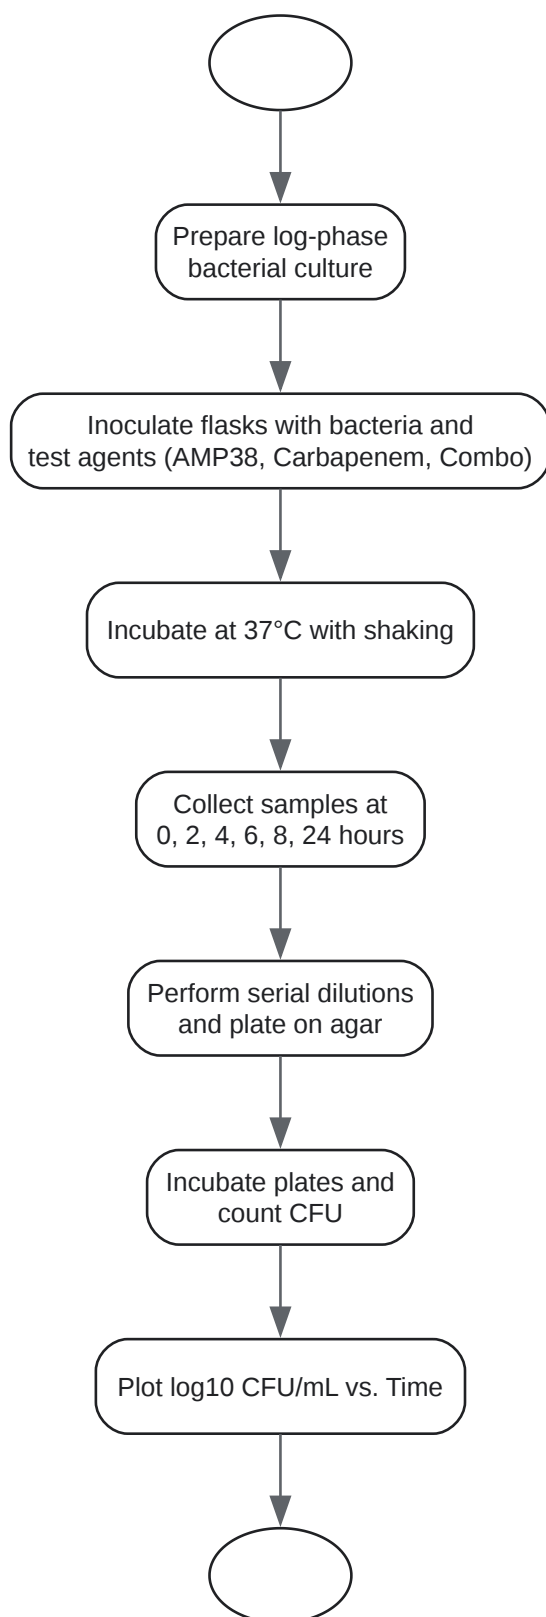 Prepare log-phase
bacterial culture
Inoculate flasks with bacteria and
test agents (AMP38, Carbapenem, Combo)
Incubate at 37°C with shaking
Collect samples at
0, 2, 4, 6, 8, 24 hours
Perform serial dilutions
and plate on agar
Incubate plates and
count CFU
Plot log10 CFU/mL vs. Time